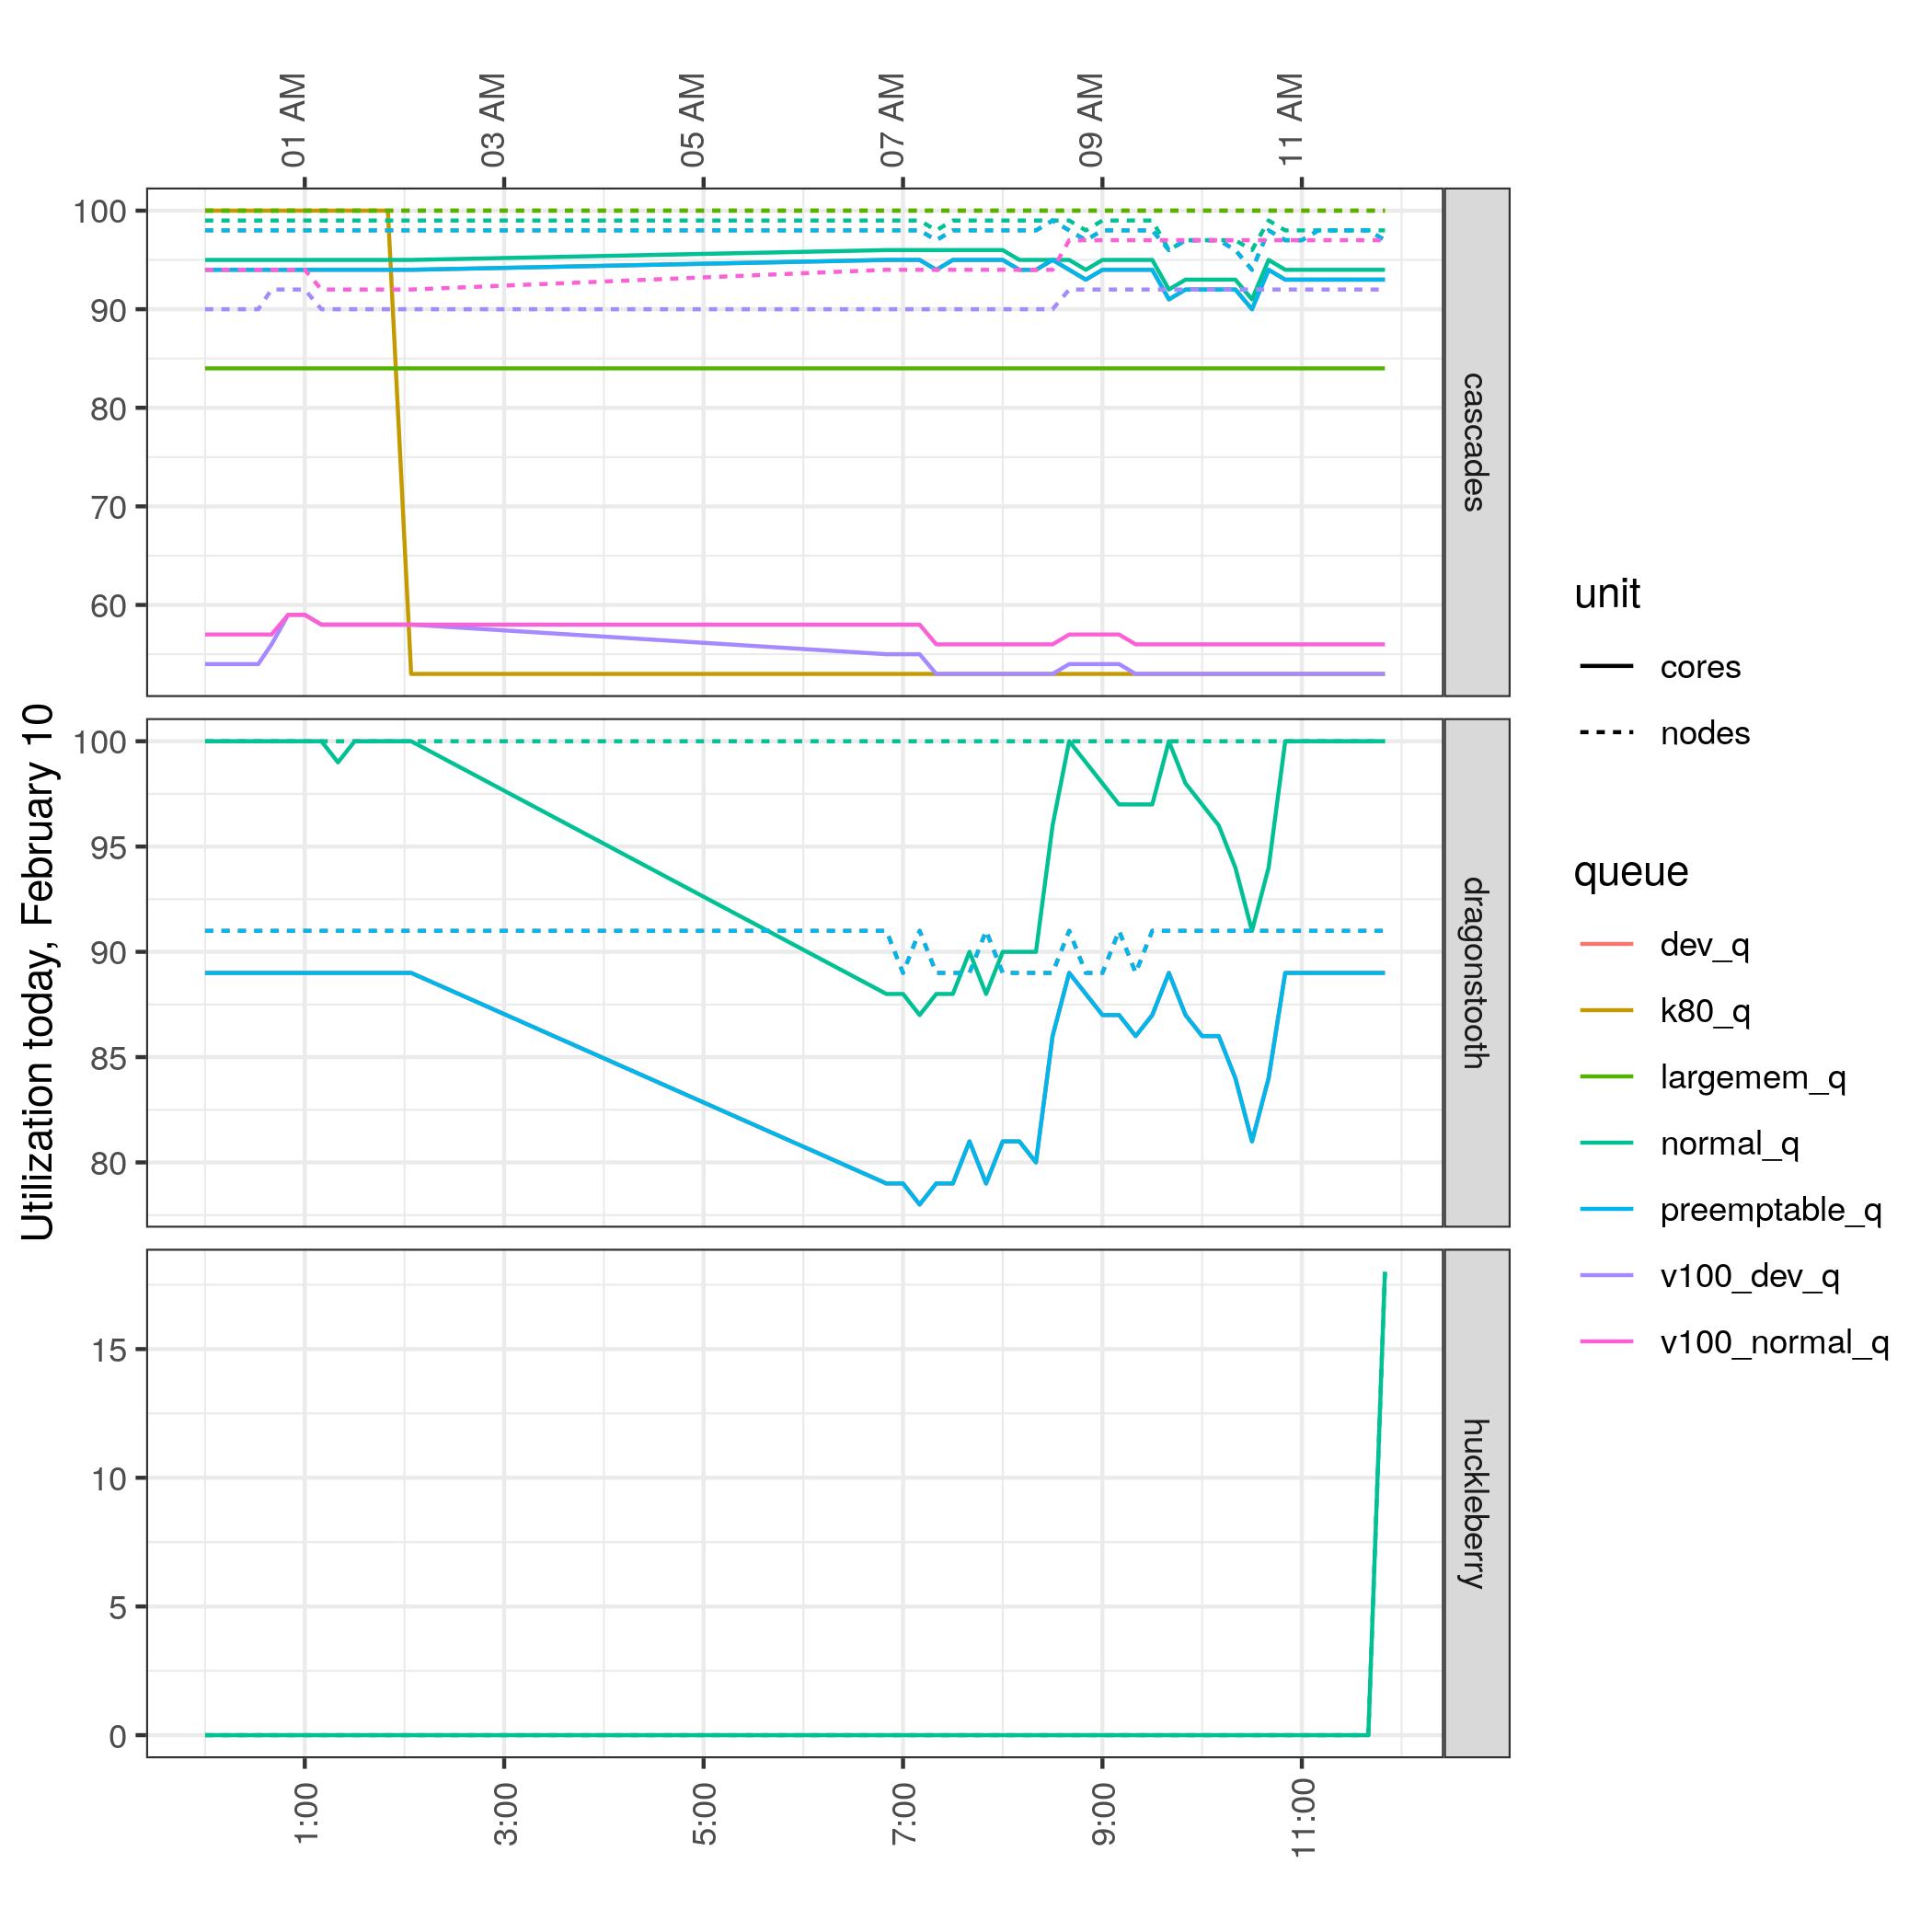 01 AM
03 AM
05 AM
07 AM
09 AM
11 AM
Utilization today, February 10
100
90
80
70
60
cascades
100
95
90
85
80
dragonstooth
15
10
5
0
huckleberry
1:00
3:00
5:00
7:00
9:00
11:00
unit
cores
nodes
queue
dev_q
k80_q
largemem_q
normal_q
preemptable_q
v100_dev_q
v100_normal_q